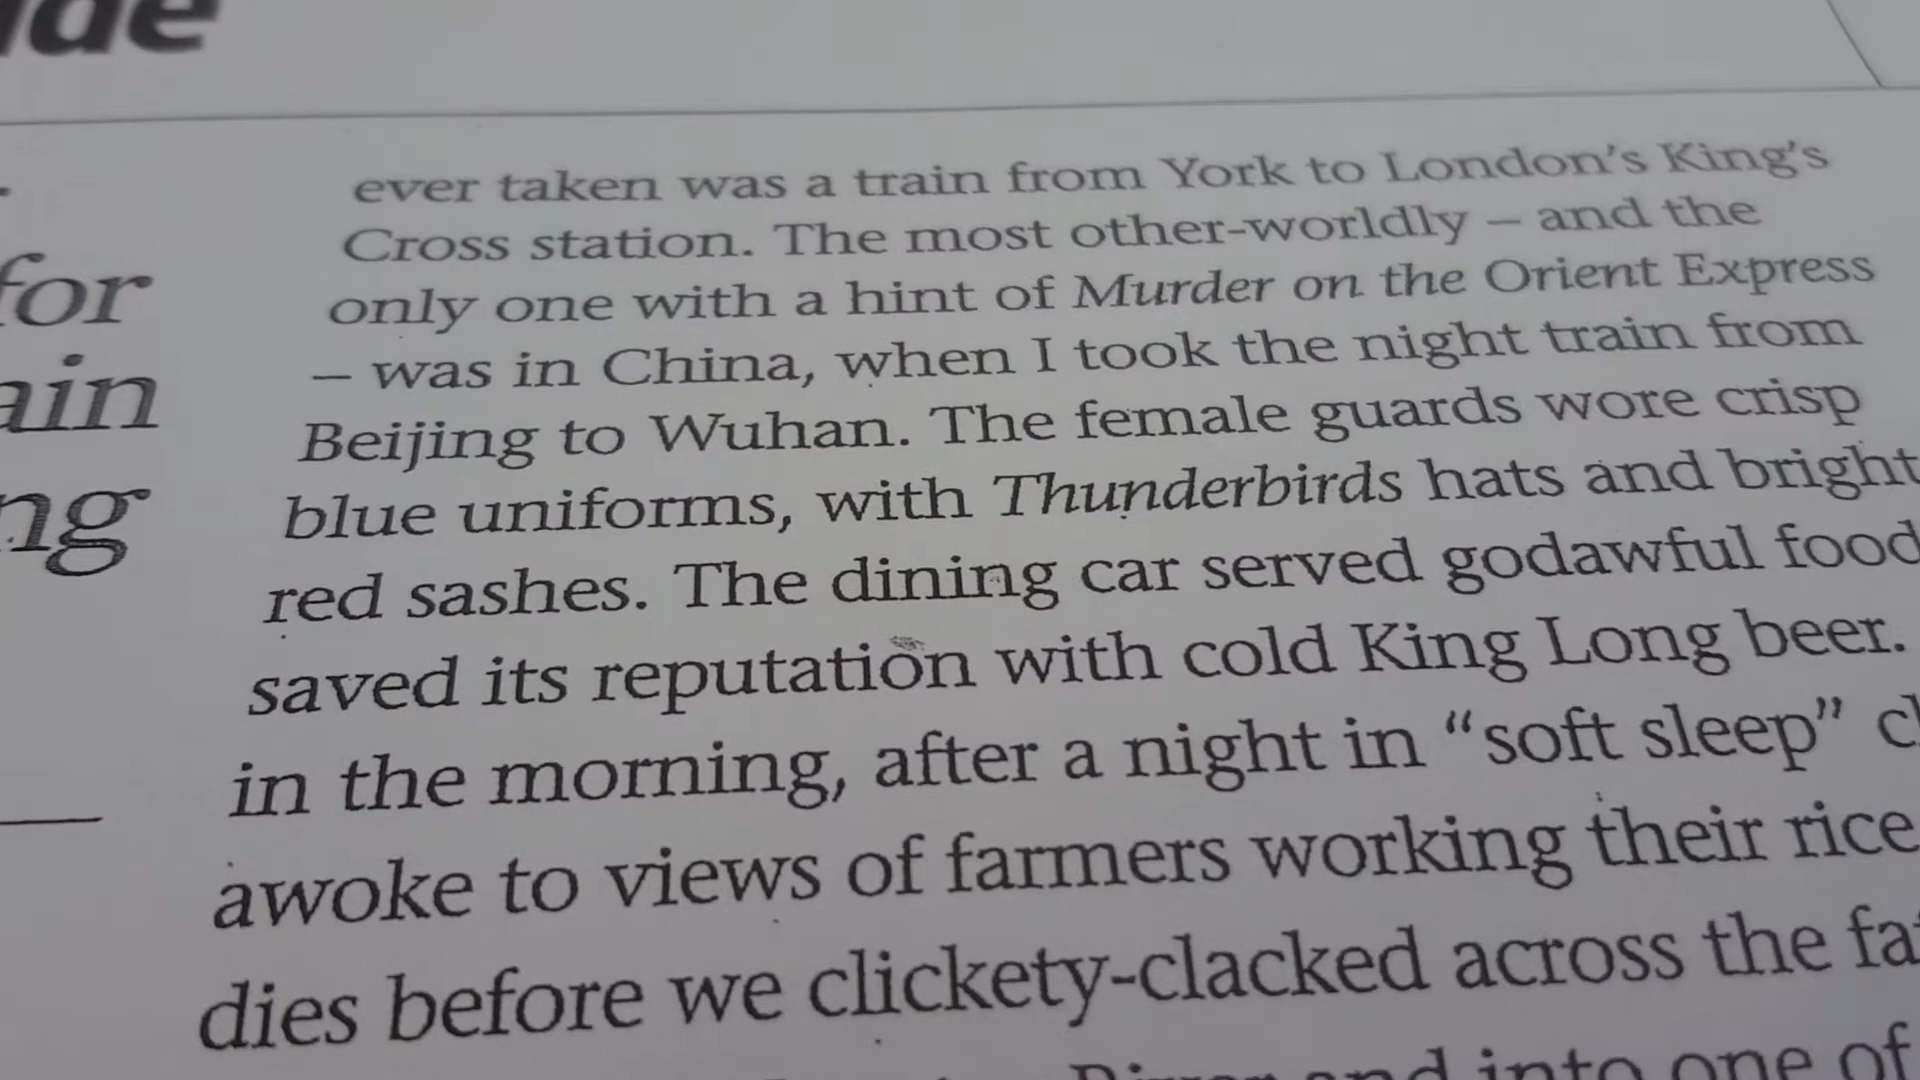 for
ever taken was a train from York to London's King's
Cross station. The most other-worldly – and the
only one with a hint of Murder on the Orient Express
– was in China, when I took the night train from
Beijing to Wuhan. The female guards wore crisp
blue uniforms, with Thunderbirds hats and bright
red sashes. The dining car served godawful food
saved its reputation with cold King Long beer.
in the morning, after a night in “soft sleep”
awoke to views of farmers working their rice
dies before we clickety-clacked across the
and into one of